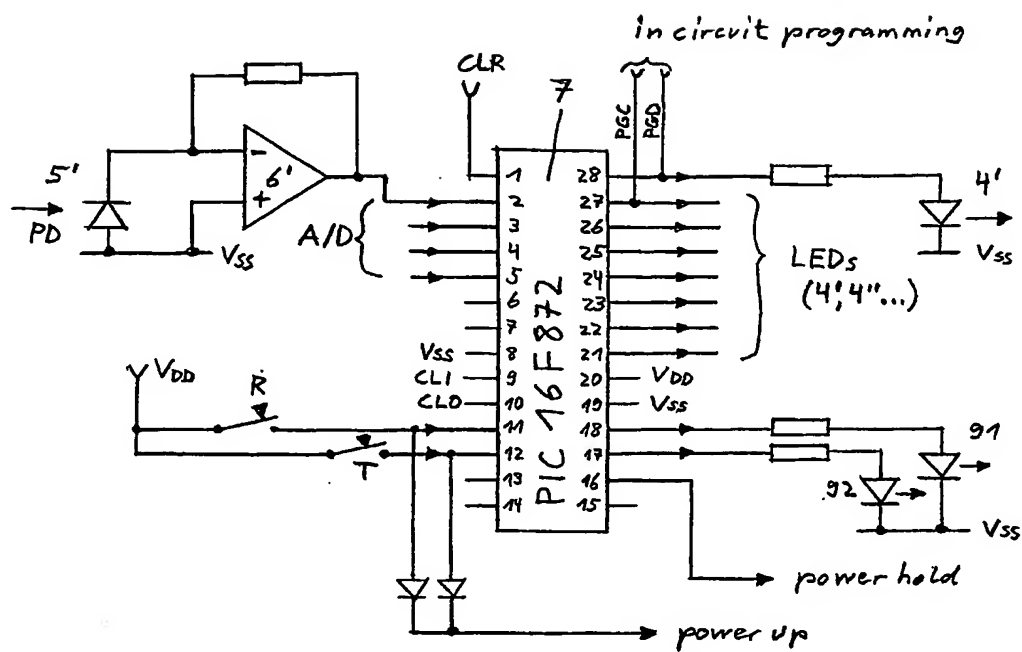 in circuit programming
CLR
7
PGC
PGD
5'
6'
-
+
PD
VSS
A/D
1
2
3
4
5
6
7
8
9
10
11
12
13
14
28
27
26
25
24
23
22
21
20
19
18
17
16
15
PIC 16F872
4'
VSS
LEDs
(4', 4''...)
VSS
CLI
CLO
VDD
VSS
VDD
R
T
91
92
VSS
power hold
power up